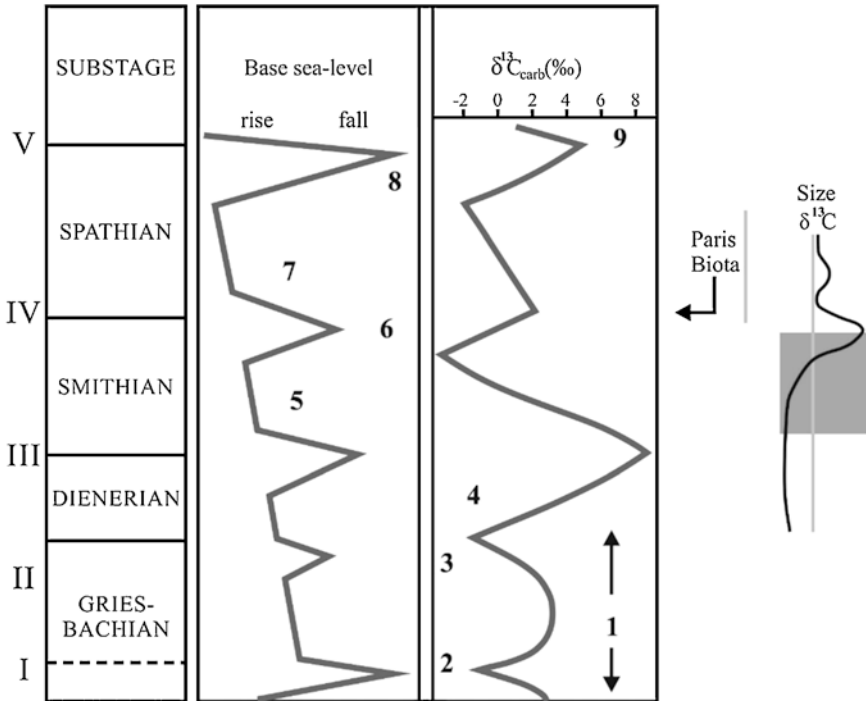 SUBSTAGE
Base sea-level
rise fall
δ¹³C_carb(‰)
-2 0 2 4 6 8
V
9
8
SPATHIAN
7
Size
δ¹³C
Paris
Biota
IV
6
SMITHIAN
5
III
DIENERIAN
4
3
II
GRIES-
BACHIAN
1
2
I